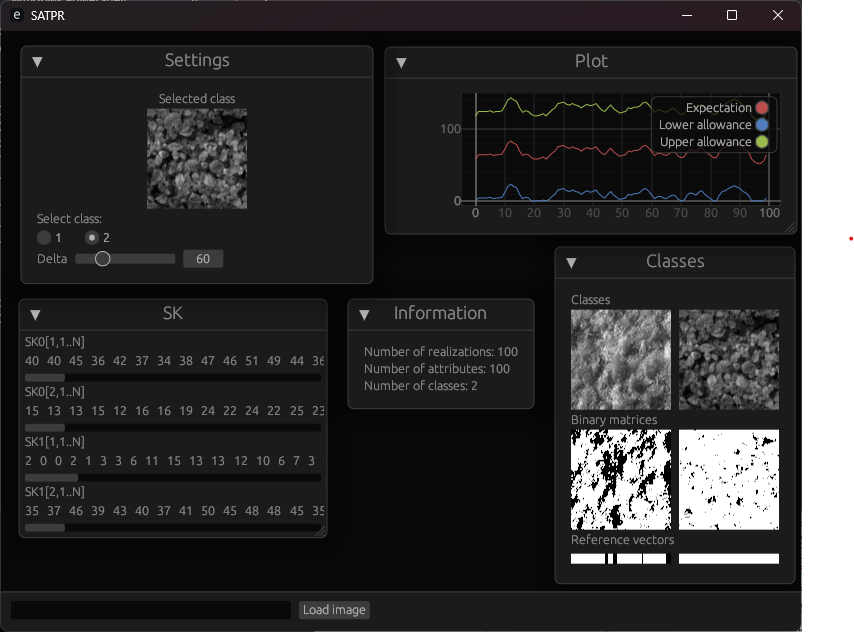 e SATPR
Settings
Selected class
Select class:
1 2
Delta 60
Plot
Expectation
Lower allowance
Upper allowance
100
0
0 10 20 30 40 50 60 70 80 90 100
SK
SK0[1,1..N]
40 40 45 36 42 37 34 38 47 46 51 49 44 36
SK0[2,1..N]
15 13 13 15 12 16 16 19 24 22 24 22 25 23
SK1[1,1..N]
2 0 0 2 1 3 3 6 11 15 13 13 12 10 6 7 3
SK1[2,1..N]
35 37 46 39 43 40 37 41 50 45 48 48 45 35
Information
Number of realizations: 100
Number of attributes: 100
Number of classes: 2
Classes
Classes
Binary matrices
Reference vectors
Load image